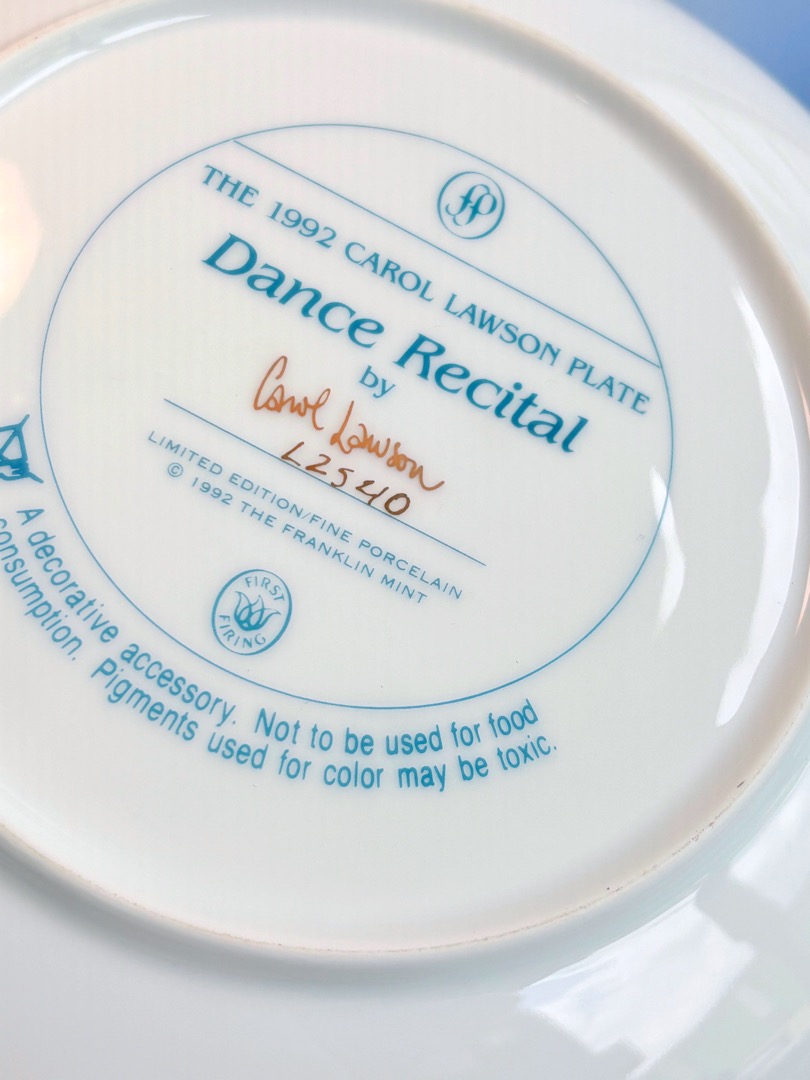 THE 1992 CAROL LAWSON PLATE
Dance Recital
by
Carol Lawson
L2540
LIMITED EDITION/FINE PORCELAIN
© 1992 THE FRANKLIN MINT
FIRST
FIRING
A decorative accessory. Not to be used for food
consumption. Pigments used for color may be toxic.